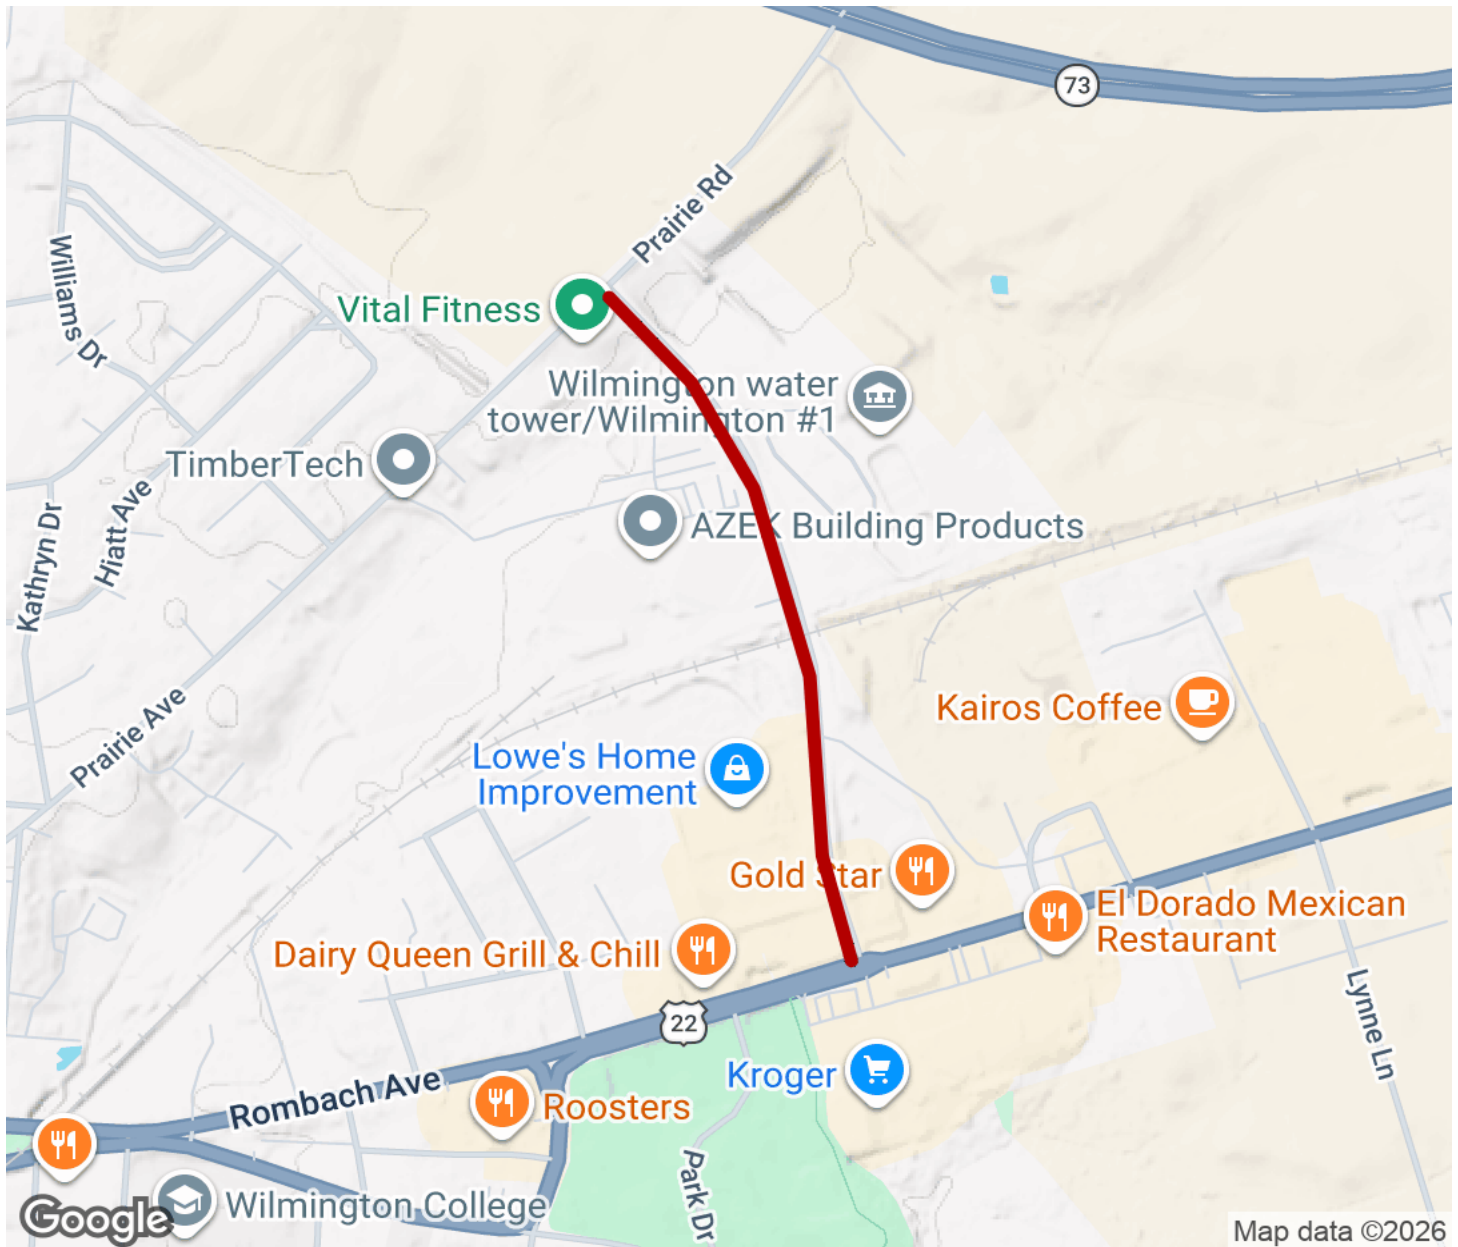 73
Prairie Rd
Williams Dr
Vital Fitness
Wilmington water
tower/Wilmington #1
TimberTech
Hiatt Ave
Kathryn Dr
AZEK Building Products
Prairie Ave
Kairos Coffee
Lowe's Home
Improvement
Gold Star
El Dorado Mexican
Restaurant
Dairy Queen Grill & Chill
Lynne Ln
22
Kroger
Rombach Ave
Roosters
Park Dr
Wilmington College
Google
Map data ©2026